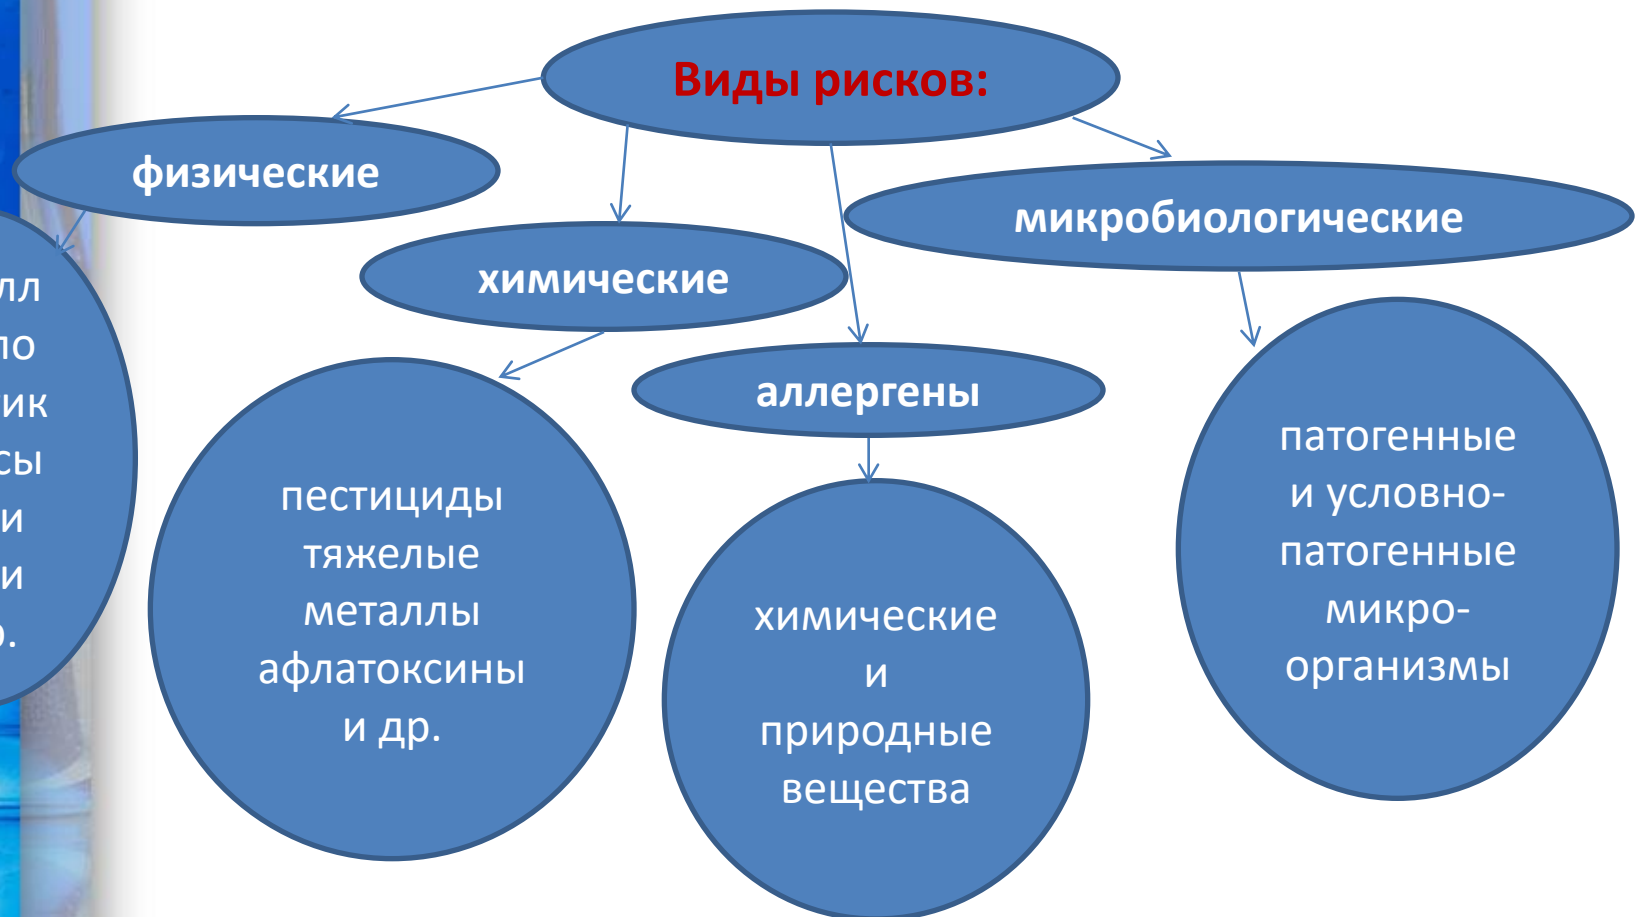 Виды рисков:
физические
микробиологические
химические
аллергены
пестициды
тяжелые
металлы
афлатоксины
и др.
химические
и
природные
вещества
патогенные
и условно-
патогенные
микро-
организмы